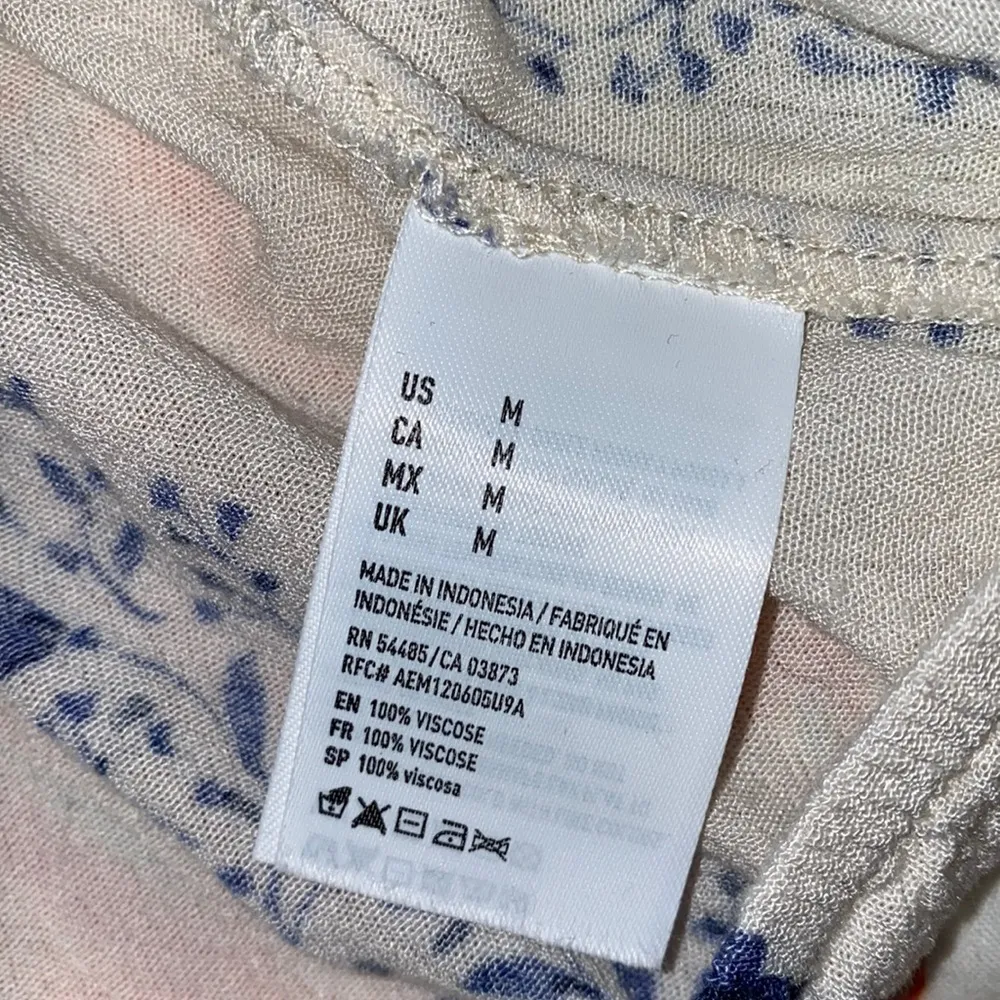 US M
CA M
MX M
UK M
MADE IN INDONESIA / FABRIQUÉ EN
INDONÉSIE / HECHO EN INDONESIA
RN 54485 / CA 03873
RFC# AEM120605U9A
EN 100% VISCOSE
FR 100% VISCOSE
SP 100% viscosa